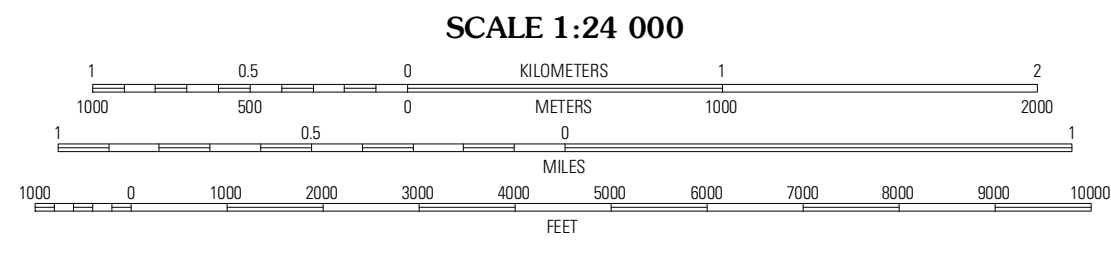 SCALE 1:24 000
1 0.5 0 KILOMETERS 1 2
1000 500 0 METERS 1000 2000
1 0.5 0 1
MILES
1000 0 1000 2000 3000 4000 5000 6000 7000 8000 9000 10000
FEET